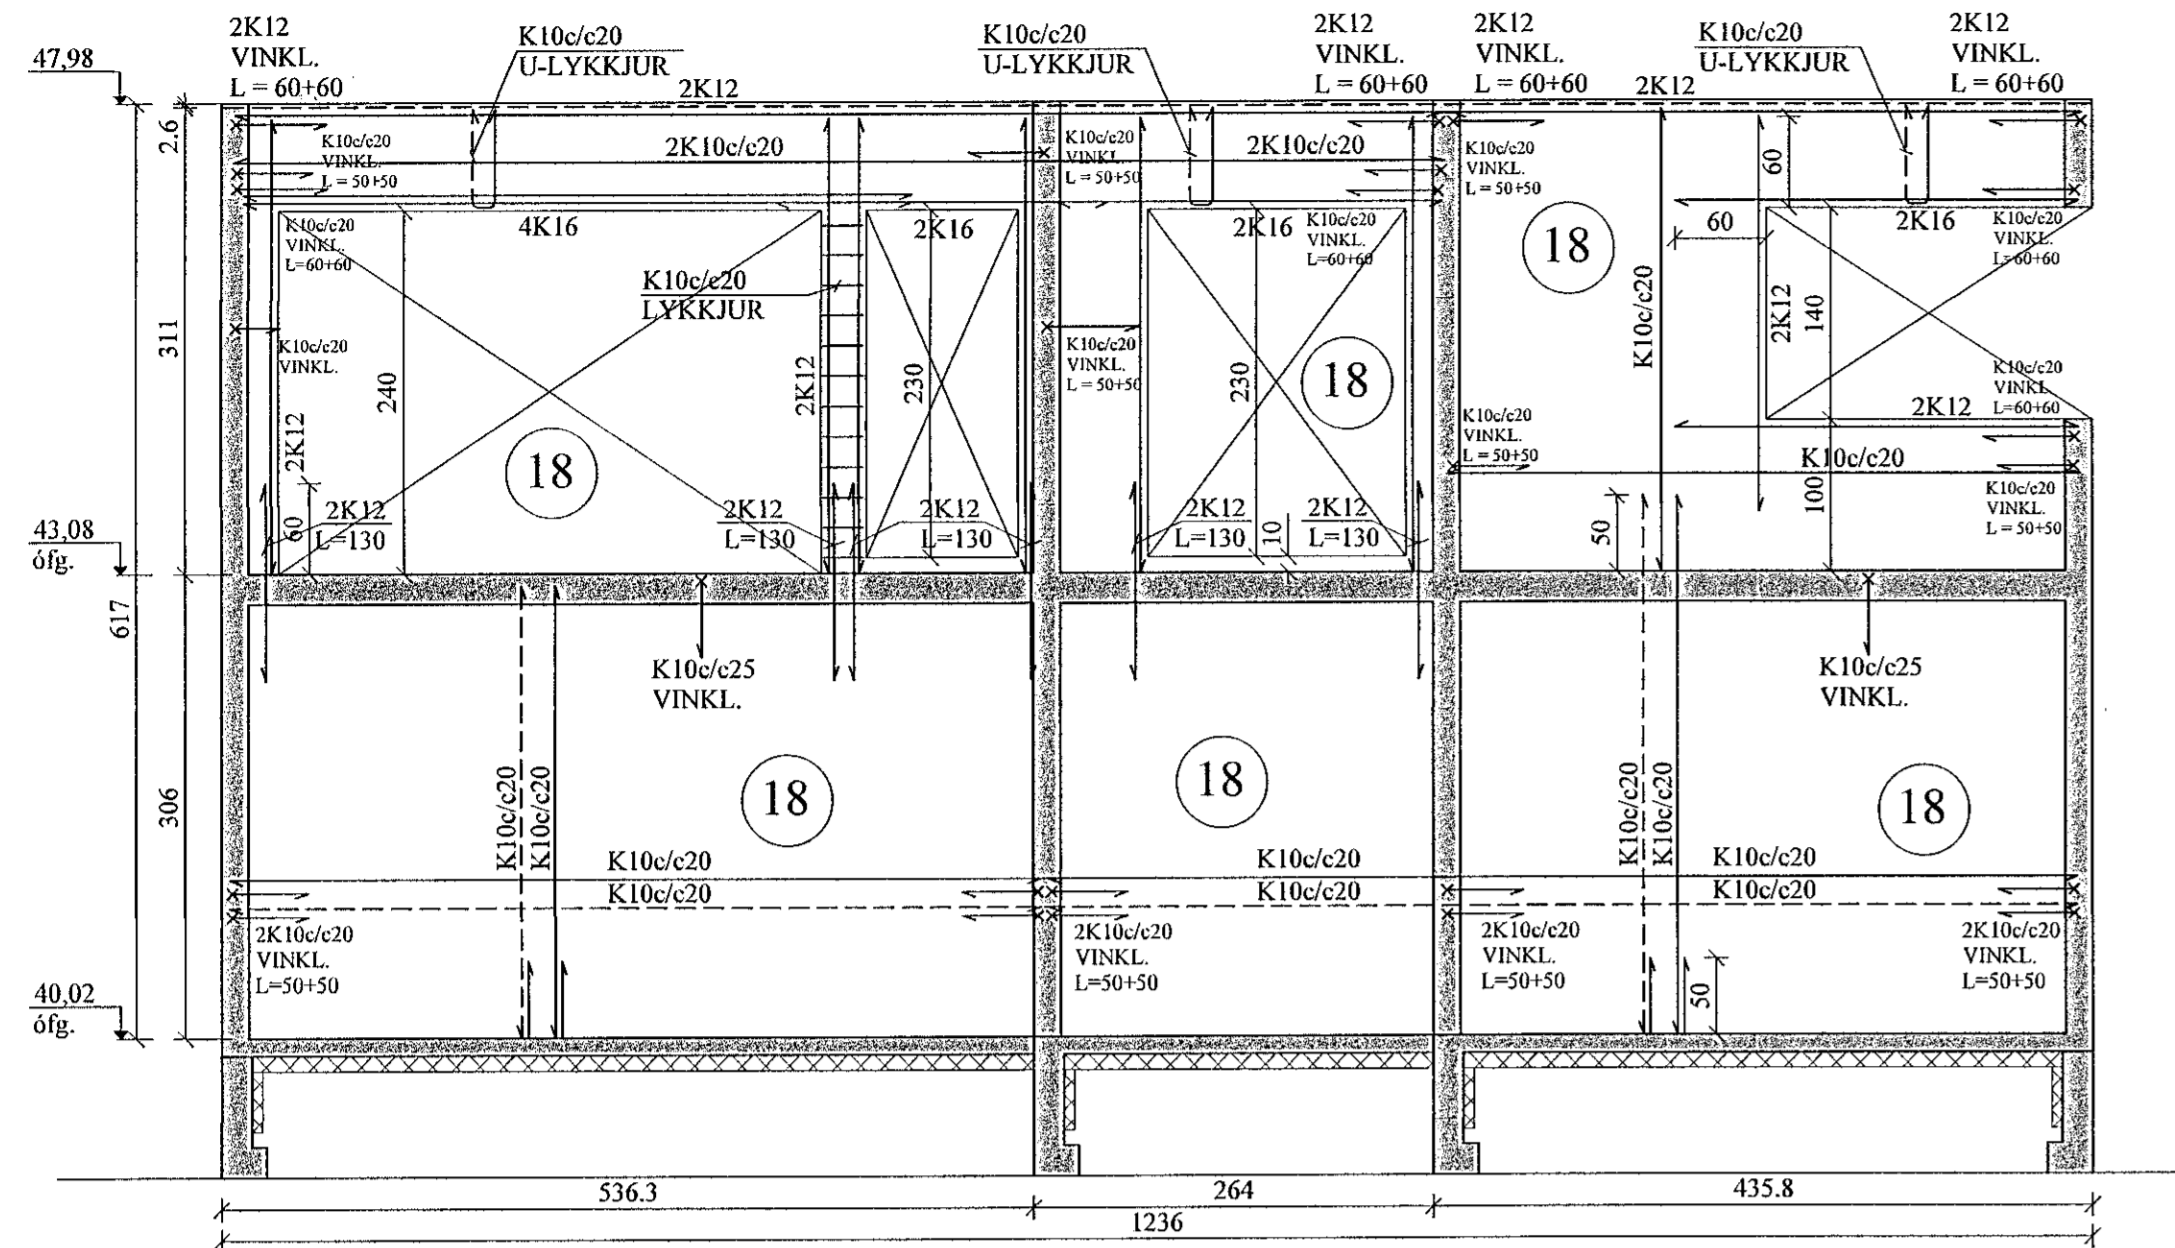 2K12
VINKL.
L = 60+60
K10c/c20
U-LYKKJUR
K10c/c20
U-LYKKJUR
2K12
VINKL.
L = 60+60
2K12
VINKL.
L = 60+60
K10c/c20
U-LYKKJUR
2K12
VINKL.
L = 60+60
47,98
2K12
2K12
2.6
K10c/c20
VINKL.
L = 50+50
2K10c/c20
K10c/c20
VINKL.
L = 50+50
2K10c/c20
K10c/c20
VINKL.
L = 50+50
60
K10c/c20
VINKL.
L=60+60
4K16
2K16
2K16
K10c/c20
VINKL.
L=60+60
18
60
2K16
K10c/c20
VINKL.
L=60+60
K10c/c20
LYKKJUR
311
K10c/c20
VINKL.
240
2K12
230
K10c/c20
VINKL.
L = 50+50
230
18
K10c/c20
2K12
140
K10c/c20
VINKL.
L=60+60
2K12
K10c/c20
VINKL.
L = 50+50
2K12
18
K10c/c20
60
2K12
L=130
2K12
L=130
2K12
L=130
2K12
L=130
10
2K12
L=130
50
100
K10c/c20
VINKL.
L = 50+50
43,08
ófg.
617
K10c/c25
VINKL.
K10c/c25
VINKL.
306
K10c/c20
K10c/c20
18
18
K10c/c20
K10c/c20
18
K10c/c20
K10c/c20
K10c/c20
K10c/c20
K10c/c20
K10c/c20
2K10c/c20
VINKL.
L=50+50
2K10c/c20
VINKL.
L=50+50
2K10c/c20
VINKL.
L=50+50
50
2K10c/c20
VINKL.
L=50+50
40,02
ófg.
536.3
264
435.8
1236